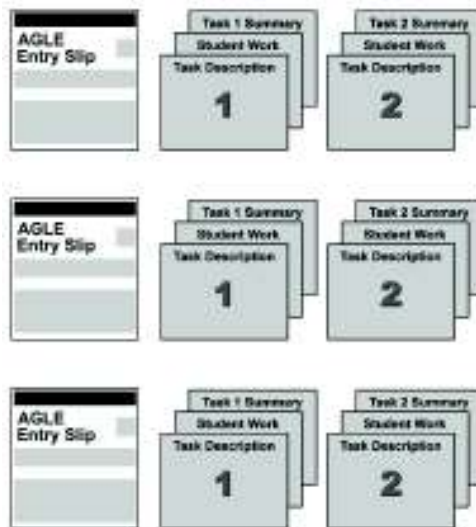 AGLE
Entry Slip
Task 1 Summary
Student Work
Task Description
1
Task 2 Summary
Student Work
Task Description
2
AGLE
Entry Slip
Task 1 Summary
Student Work
Task Description
1
Task 2 Summary
Student Work
Task Description
2
AGLE
Entry Slip
Task 1 Summary
Student Work
Task Description
1
Task 2 Summary
Student Work
Task Description
2